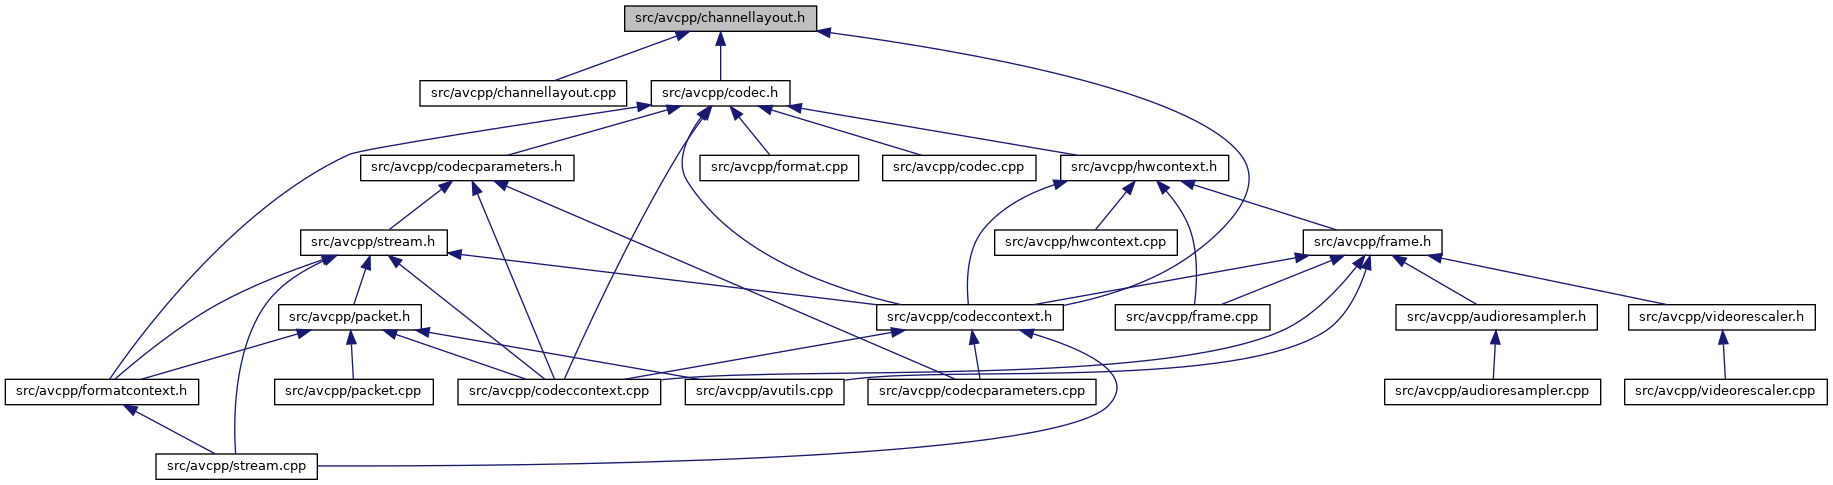 src/avcpp/channellayout.h
src/avcpp/channellayout.cpp
src/avcpp/codec.h
src/avcpp/codecparameters.h
src/avcpp/format.cpp
src/avcpp/codec.cpp
src/avcpp/hwcontext.h
src/avcpp/stream.h
src/avcpp/hwcontext.cpp
src/avcpp/frame.h
src/avcpp/packet.h
src/avcpp/codeccontext.h
src/avcpp/frame.cpp
src/avcpp/audioresampler.h
src/avcpp/videorescaler.h
src/avcpp/formatcontext.h
src/avcpp/packet.cpp
src/avcpp/codeccontext.cpp
src/avcpp/avutils.cpp
src/avcpp/codecparameters.cpp
src/avcpp/audioresampler.cpp
src/avcpp/videorescaler.cpp
src/avcpp/stream.cpp